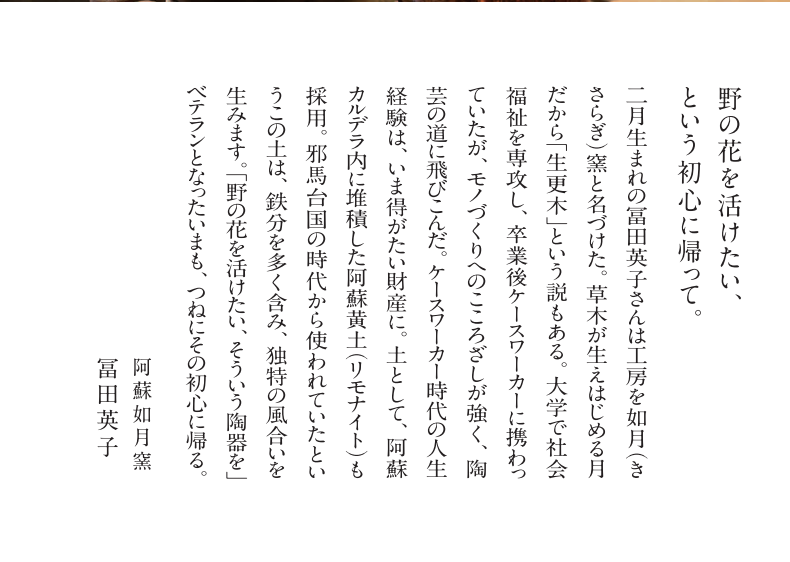 野の花を活けたい、
という初心に帰って。
二月生まれの冨田英子さんは工房を如月（き
さらぎ）窯と名づけた。草木が生えはじめる月
だから「生更木」という説もある。大学で社会
福祉を専攻し、卒業後ケースワーカーに携わっ
ていたが、モノづくりへのこころざしが強く、陶
芸の道に飛びこんだ。ケースワーカー時代の人生
経験は、いま得がたい財産に。土として、阿蘇
カルデラ内に堆積した阿蘇黄土（リモナイト）も
採用。邪馬台国の時代から使われていたとい
うこの土は、鉄分を多く含み、独特の風合いを
生みます。「野の花を活けたい、そういう陶器を」
ベテランとなったいまも、つねにその初心に帰る。
阿蘇如月窯
冨田英子